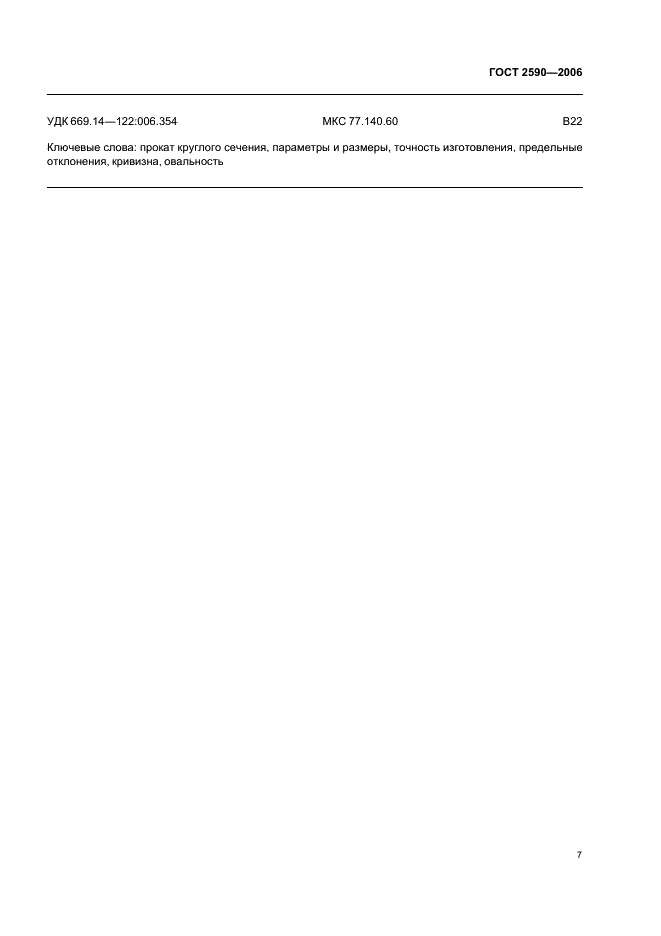 ГОСТ 2590—2006
УДК 669.14—122:006.354 МКС 77.140.60 В22
Ключевые слова: прокат круглого сечения, параметры и размеры, точность изготовления, предельные
отклонения, кривизна, овальность
7